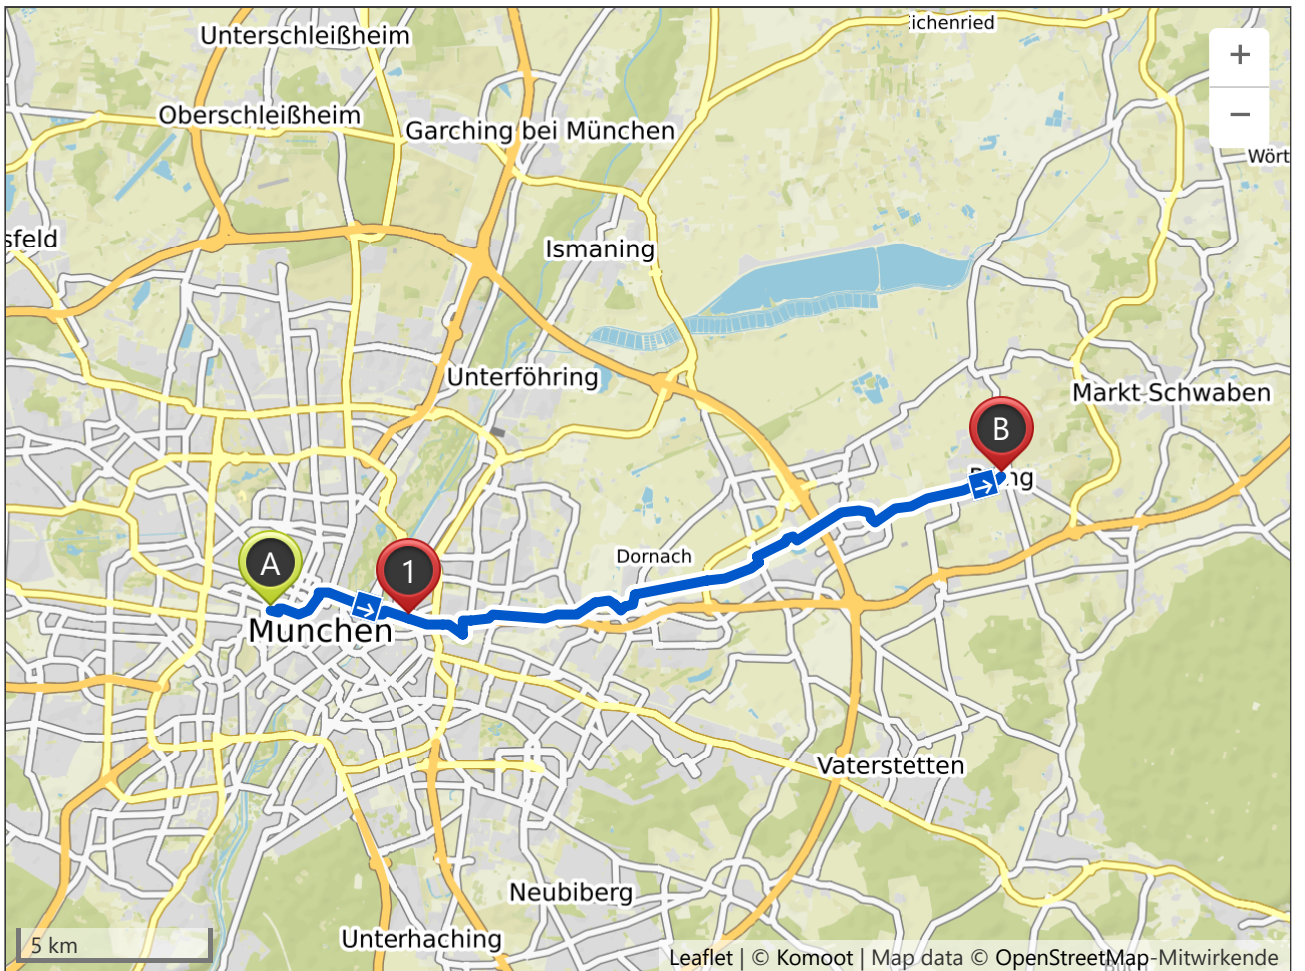 ichenried
Unterschleißheim
+
Oberschleißheim
Garching bei München
−
Wört
sfeld
Ismaning
Unterföhring
Markt Schwaben
B
ng
A
1
Dornach
München
Vaterstetten
Neubiberg
Unterhaching
5 km
Leaflet | © Komoot | Map data © OpenStreetMap-Mitwirkende